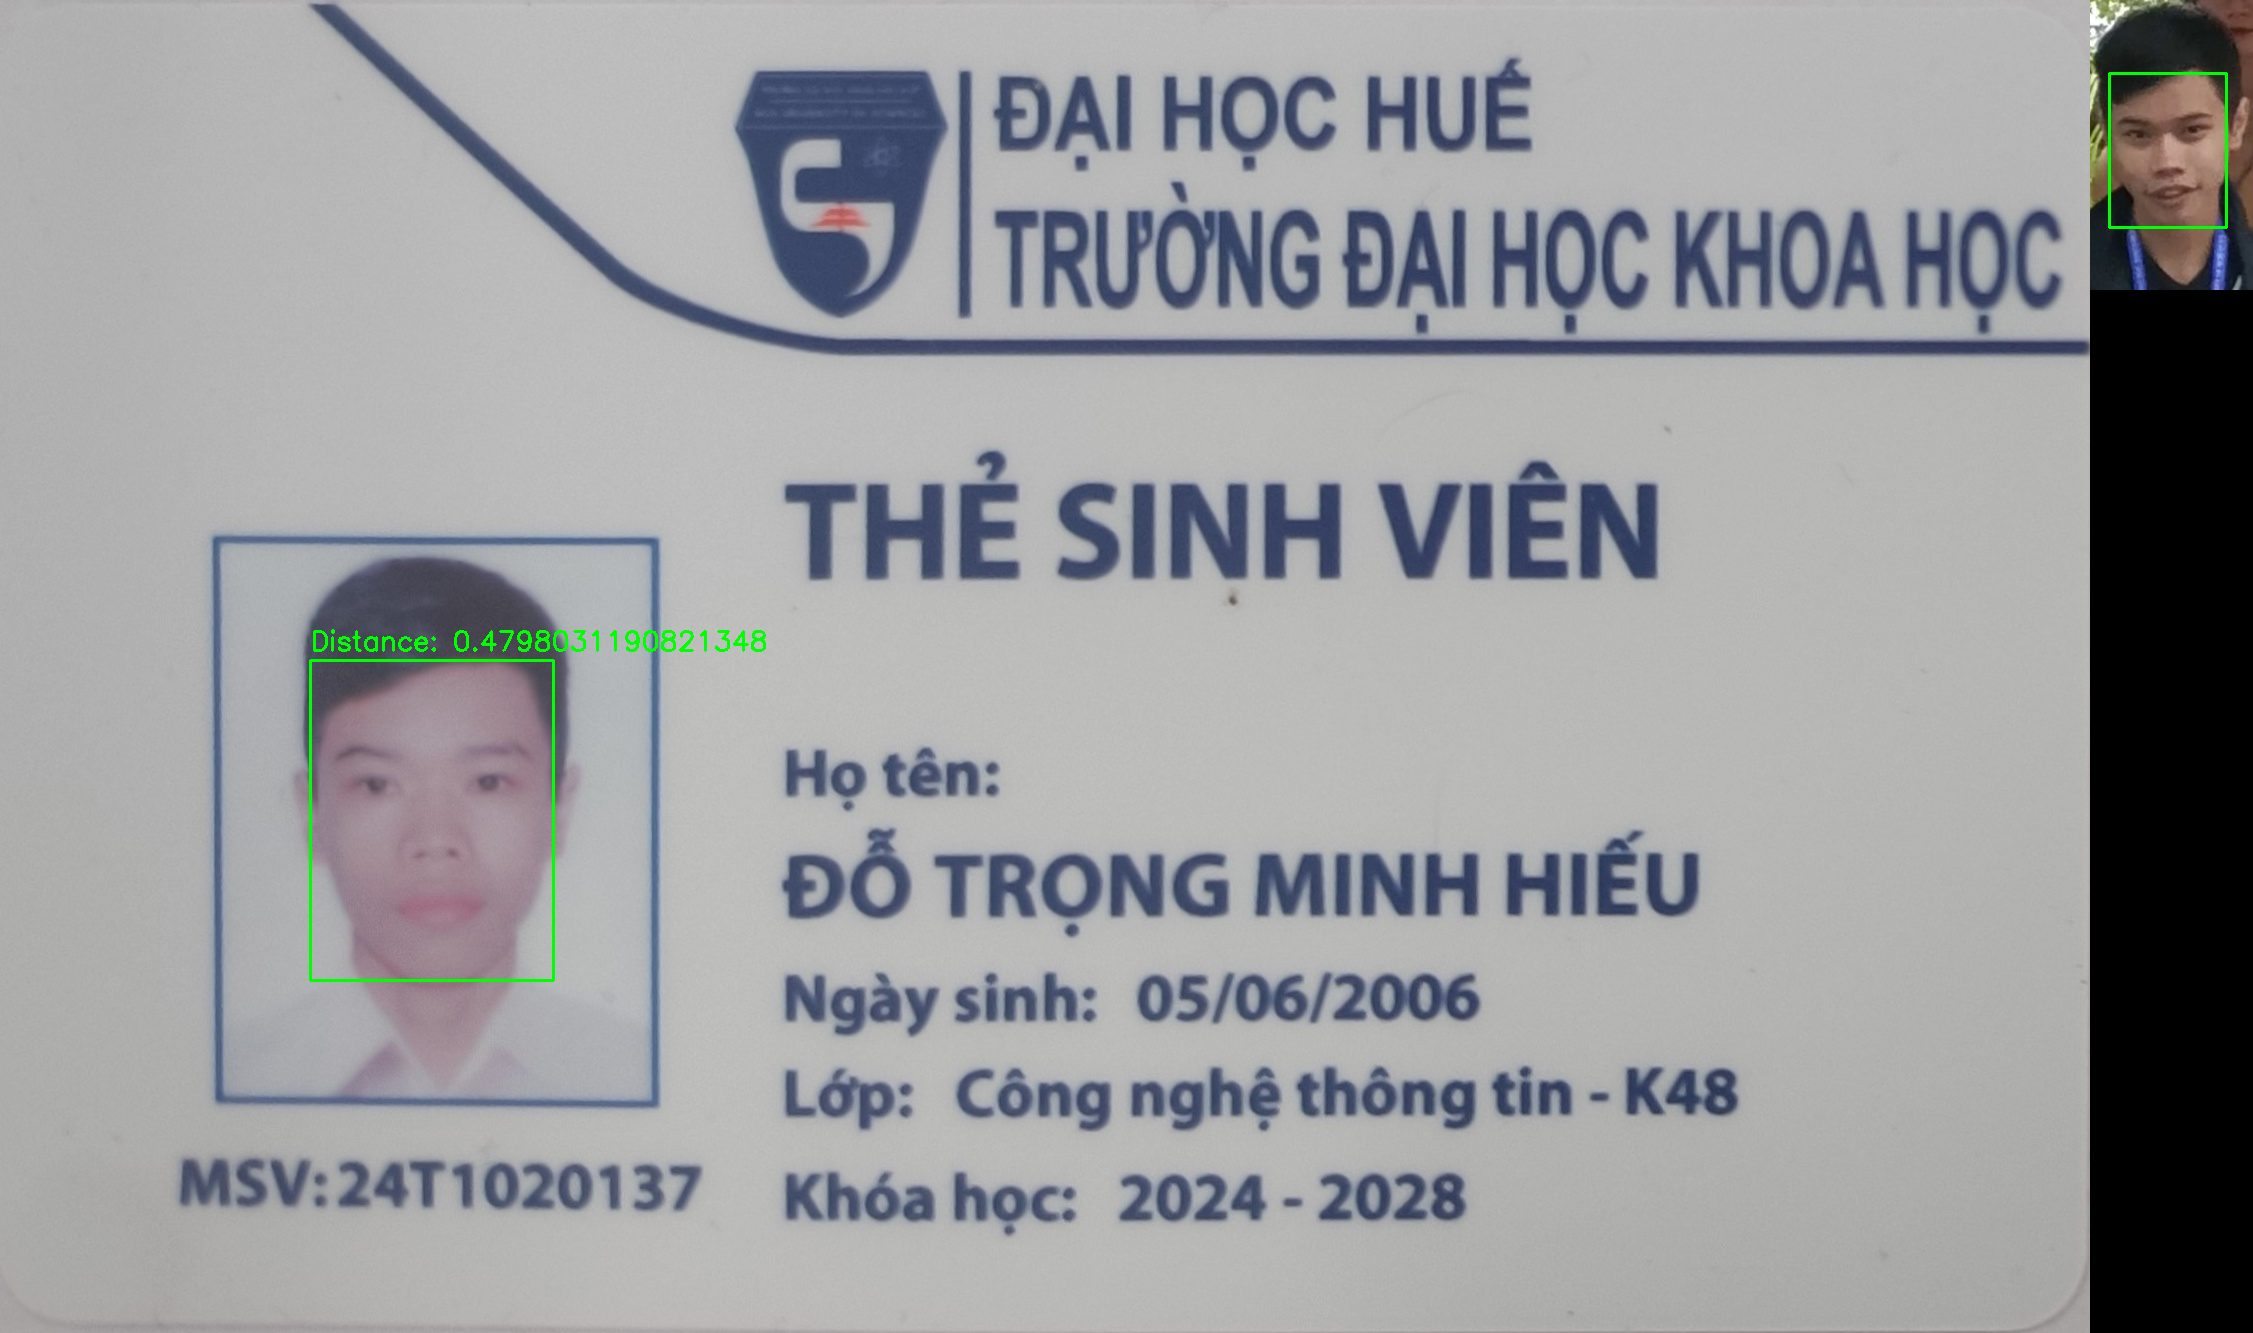 ĐẠI HỌC HUẾ
TRƯỜNG ĐẠI HỌC KHOA HỌC
THẺ SINH VIÊN
Distance: 0.4798031190821348
Họ tên:
ĐỖ TRỌNG MINH HIẾU
Ngày sinh: 05/06/2006
Lớp: Công nghệ thông tin - K48
Khóa học: 2024 - 2028
MSV: 24T1020137